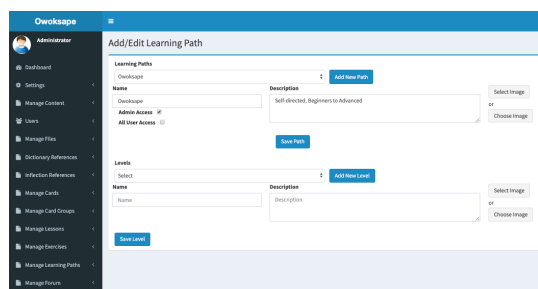 Owoksape
Administrator
Dashboard
Settings
Manage Content
Users
Manage Files
Dictionary References
Inflection References
Manage Cards
Manage Card Groups
Manage Lessons
Manage Exercises
Manage Learning Paths
Manage Forum
Add/Edit Learning Path
Learning Paths
Owoksape Add New Path
Name Description
Owoksape Self-directed, Beginners to Advanced Select Image
or
Choose Image
Admin Access
All User Access
Save Path
Levels
Select Add New Level
Name Description
Name Description Select Image
or
Choose Image
Save Level